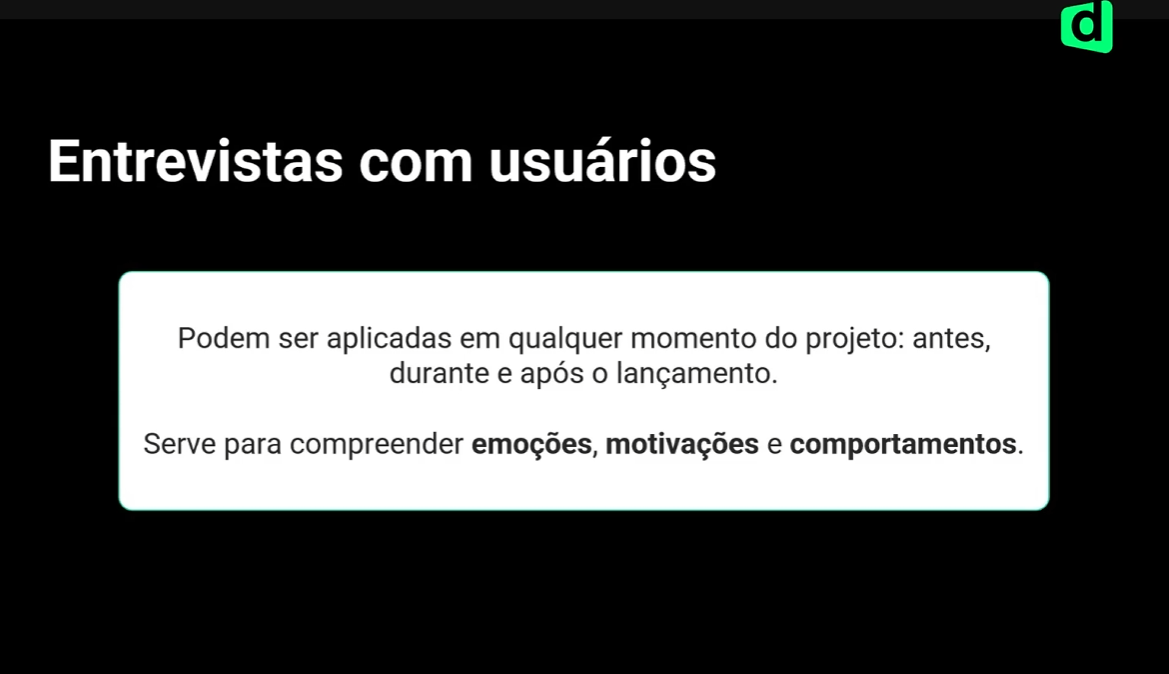 d
Entrevistas com usuários
Podem ser aplicadas em qualquer momento do projeto: antes,
durante e após o lançamento.
Serve para compreender emoções, motivações e comportamentos.